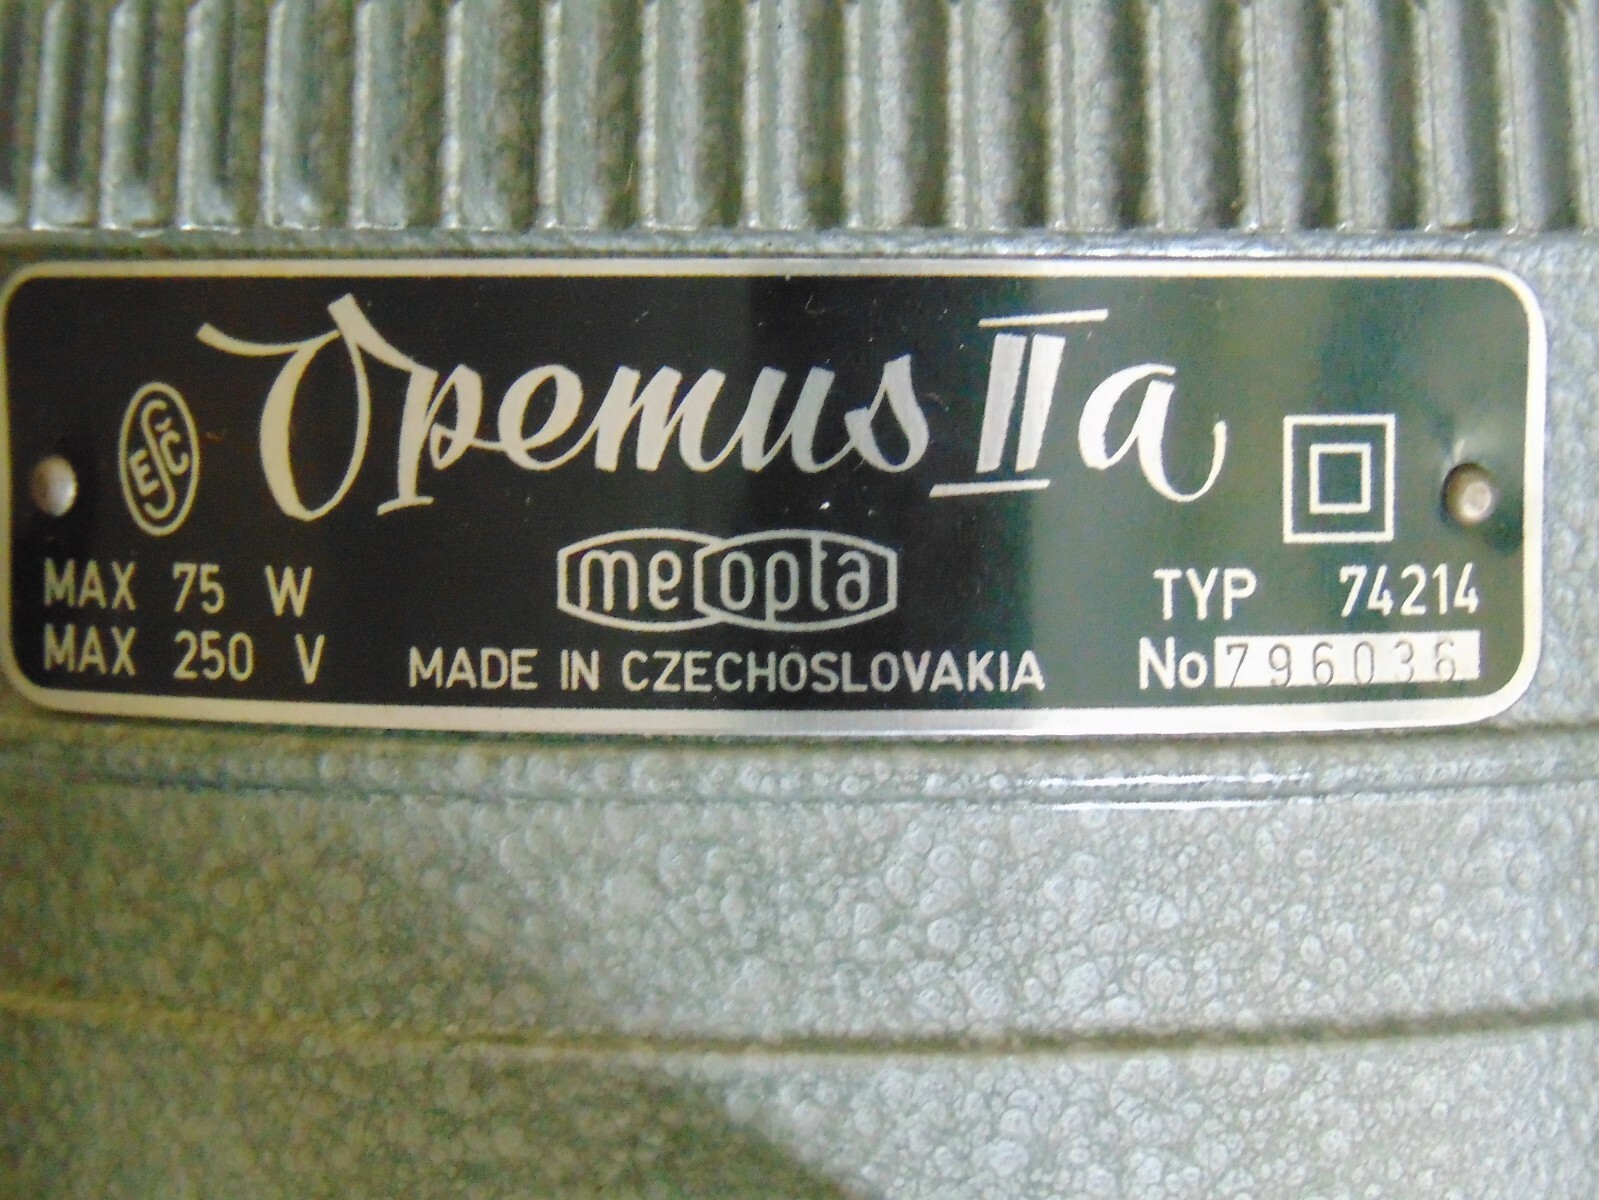 Opemus IIa
ESČ
MAX 75 W
meopta
TYP 74214
MAX 250 V
MADE IN CZECHOSLOVAKIA
No 796036